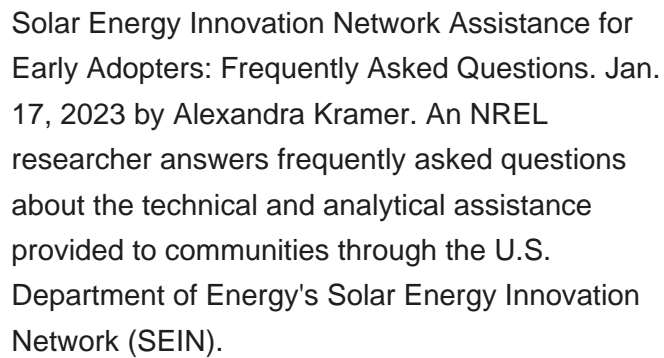 Solar Energy Innovation Network Assistance for
Early Adopters: Frequently Asked Questions. Jan.
17, 2023 by Alexandra Kramer. An NREL
researcher answers frequently asked questions
about the technical and analytical assistance
provided to communities through the U.S.
Department of Energy's Solar Energy Innovation
Network (SEIN).